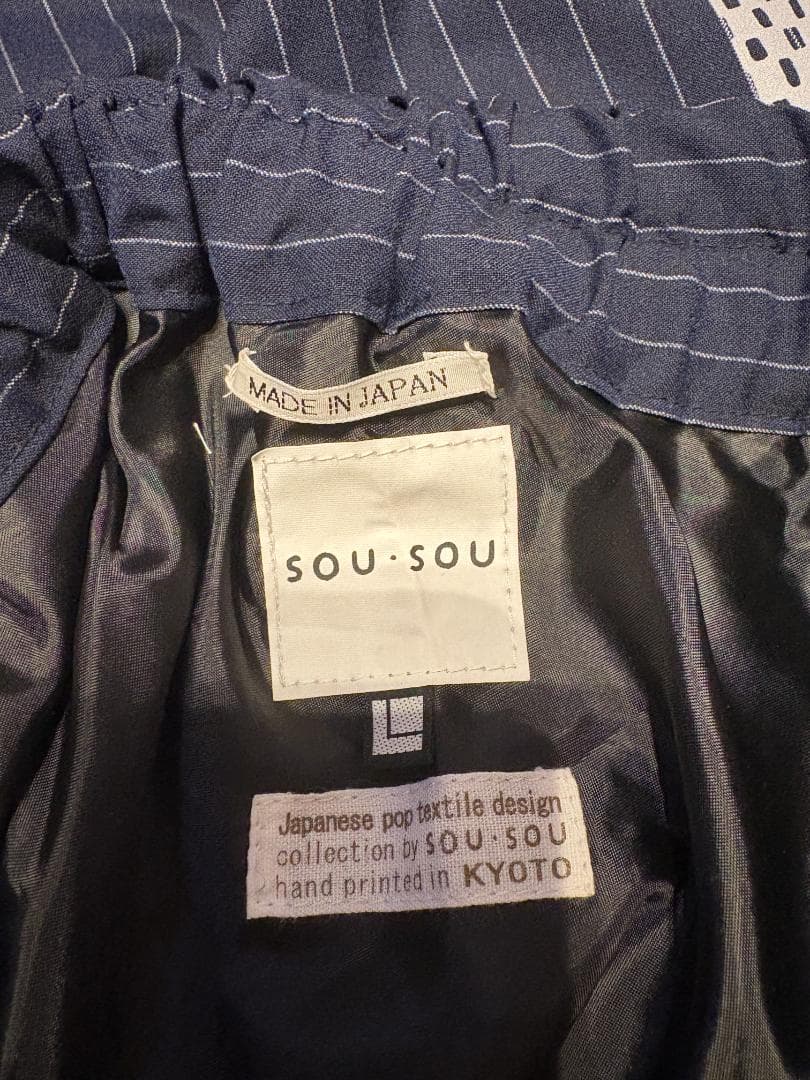 MADE IN JAPAN
SOU・SOU
L
Japanese pop textile design
collection by SOU・SOU
hand printed in KYOTO